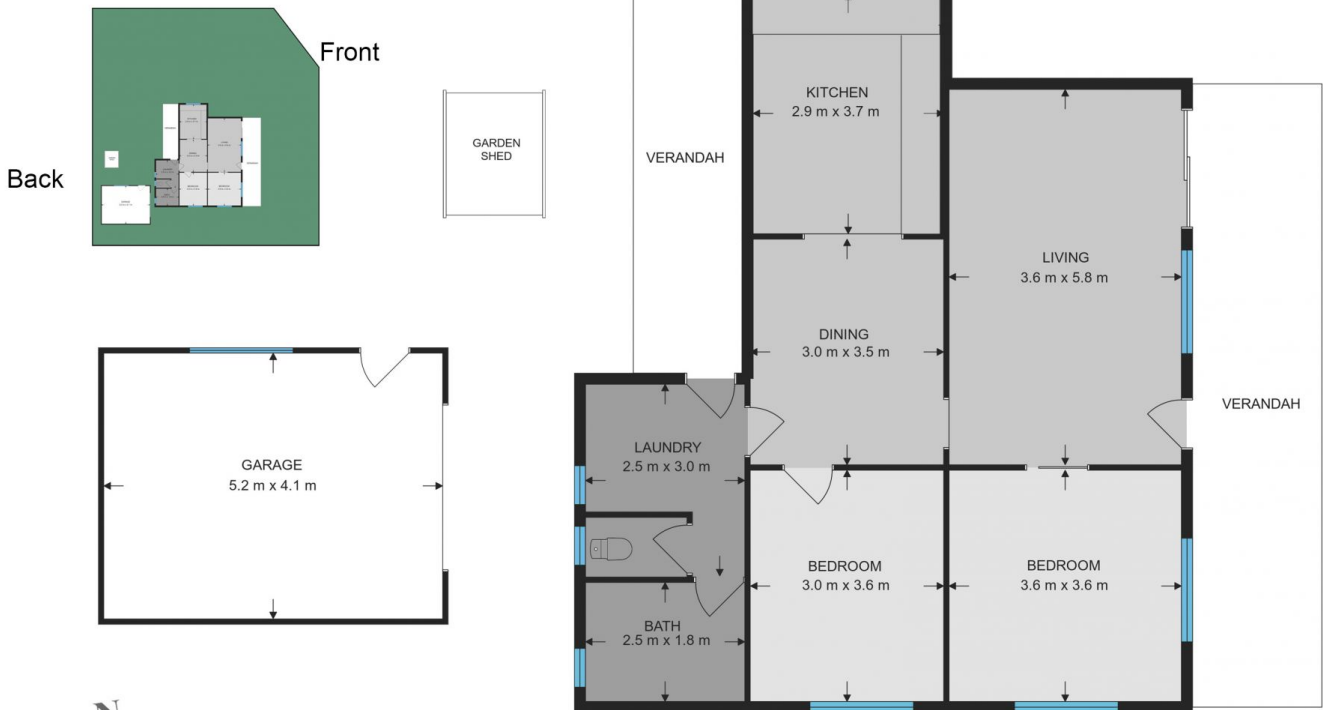 Front
Back
GARDEN
SHED
VERANDAH
KITCHEN
2.9 m x 3.7 m
LIVING
3.6 m x 5.8 m
DINING
3.0 m x 3.5 m
VERANDAH
GARAGE
5.2 m x 4.1 m
LAUNDRY
2.5 m x 3.0 m
BEDROOM
3.0 m x 3.6 m
BEDROOM
3.6 m x 3.6 m
BATH
2.5 m x 1.8 m
N